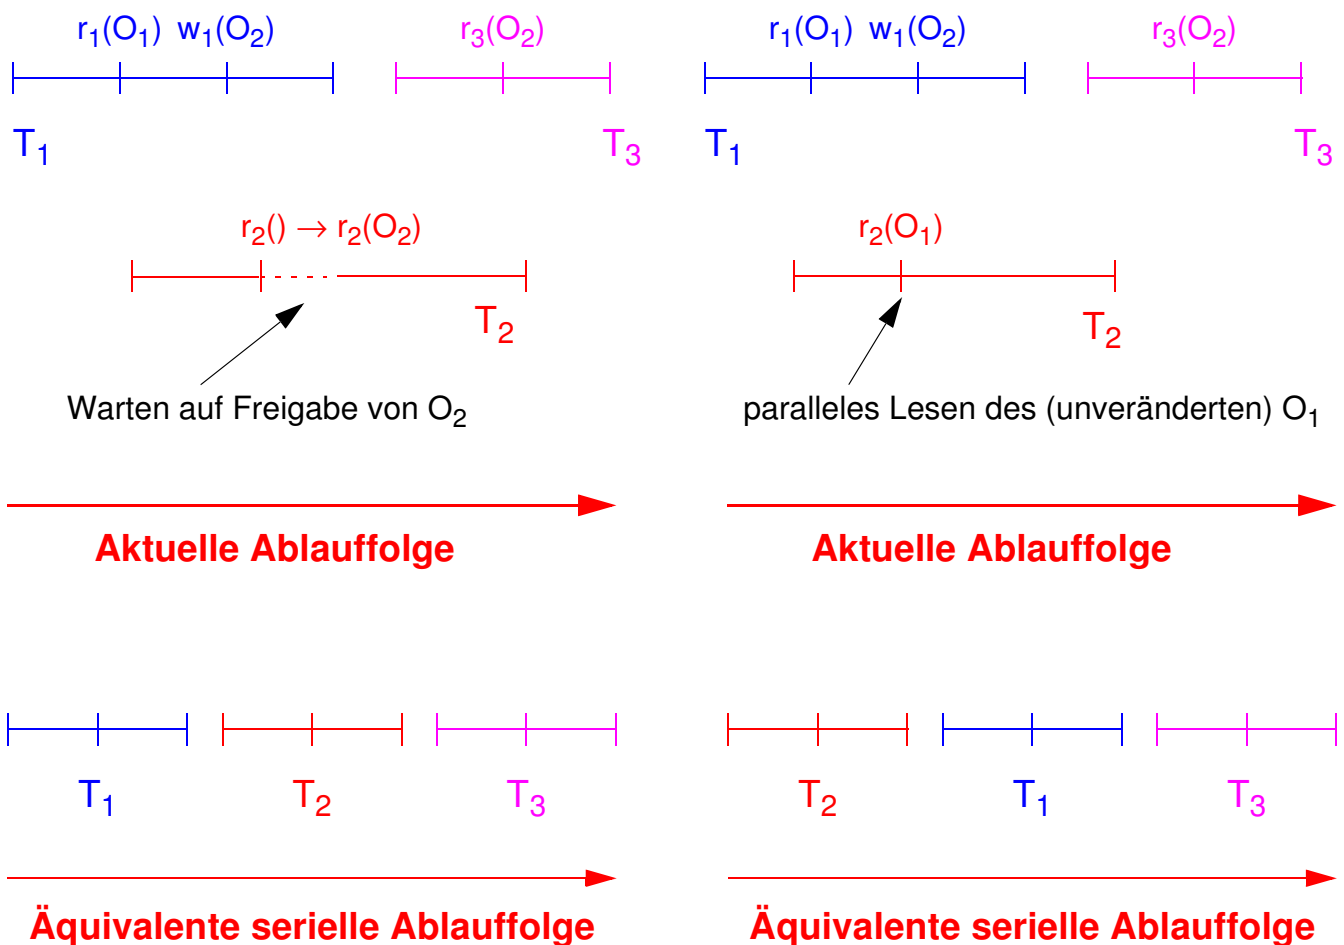 r₁(O₁) w₁(O₂)
r₃(O₂)
T₁
T₃
r₂() → r₂(O₂)
T₂
Warten auf Freigabe von O₂
Aktuelle Ablauffolge
T₁
T₂
T₃
Äquivalente serielle Ablauffolge
r₁(O₁) w₁(O₂)
r₃(O₂)
T₁
T₃
r₂(O₁)
T₂
paralleles Lesen des (unveränderten) O₁
Aktuelle Ablauffolge
T₂
T₁
T₃
Äquivalente serielle Ablauffolge